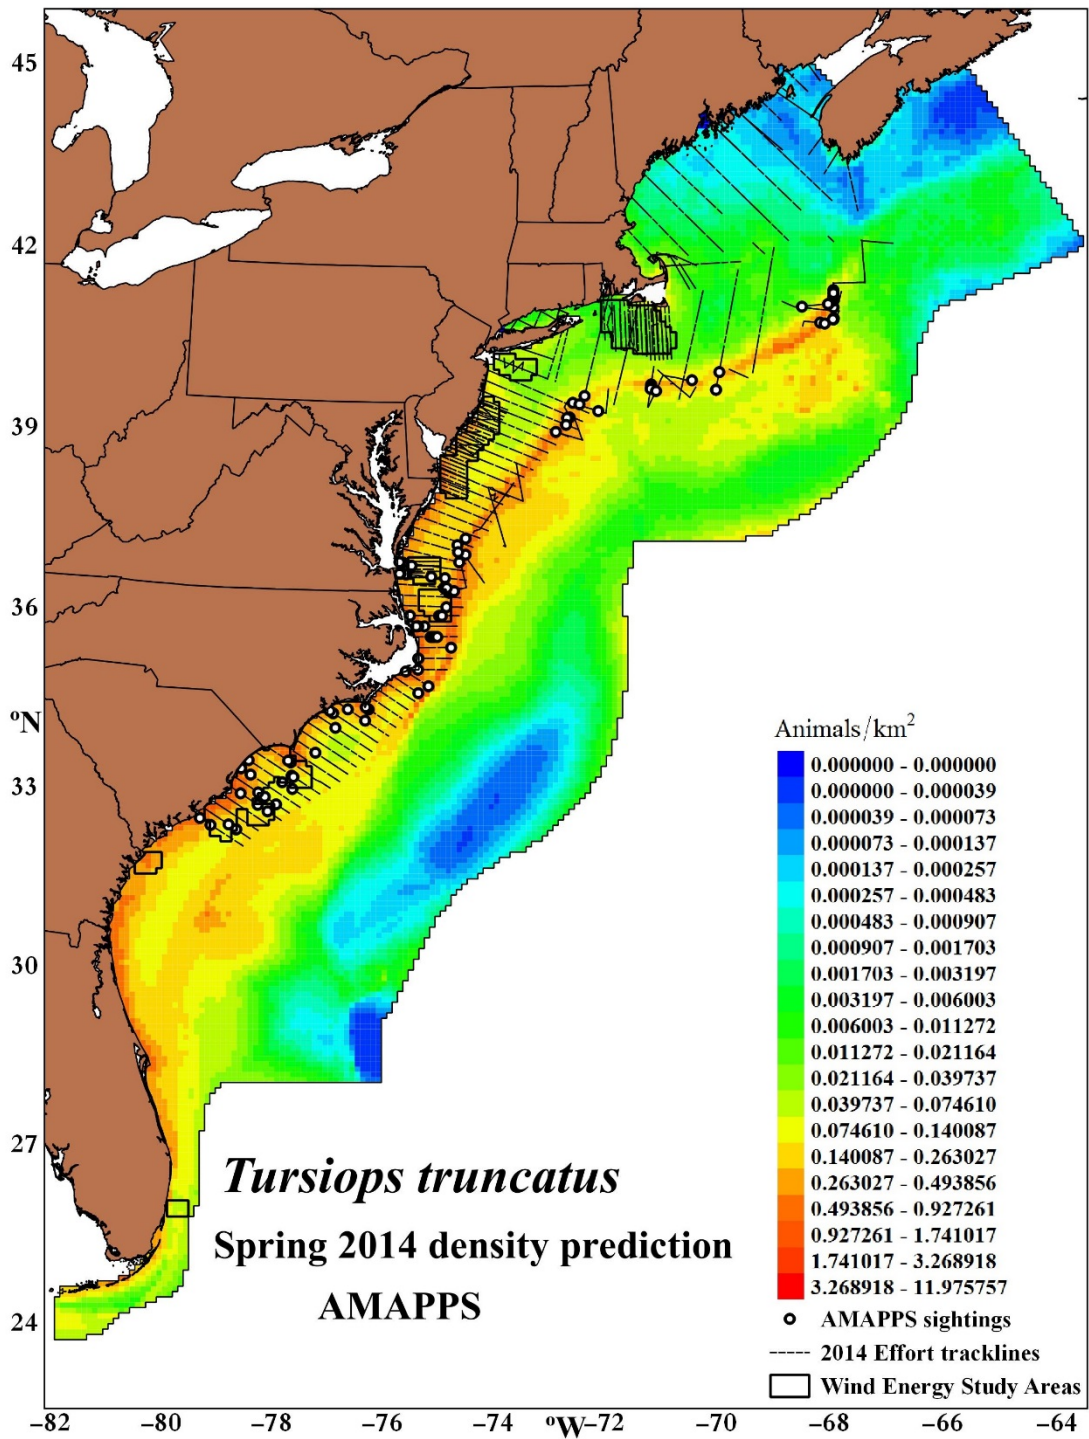 45
42
39
36
ºN
33
30
27
24
Animals/km²
0.000000 - 0.000000
0.000000 - 0.000039
0.000039 - 0.000073
0.000073 - 0.000137
0.000137 - 0.000257
0.000257 - 0.000483
0.000483 - 0.000907
0.000907 - 0.001703
0.001703 - 0.003197
0.003197 - 0.006003
0.006003 - 0.011272
0.011272 - 0.021164
0.021164 - 0.039737
0.039737 - 0.074610
0.074610 - 0.140087
0.140087 - 0.263027
0.263027 - 0.493856
0.493856 - 0.927261
0.927261 - 1.741017
1.741017 - 3.268918
3.268918 - 11.975757
AMAPPS sightings
2014 Effort tracklines
Wind Energy Study Areas
Tursiops truncatus
Spring 2014 density prediction
AMAPPS
−82 −80 −78 −76 −74 ºW −72 −70 −68 −66 −64